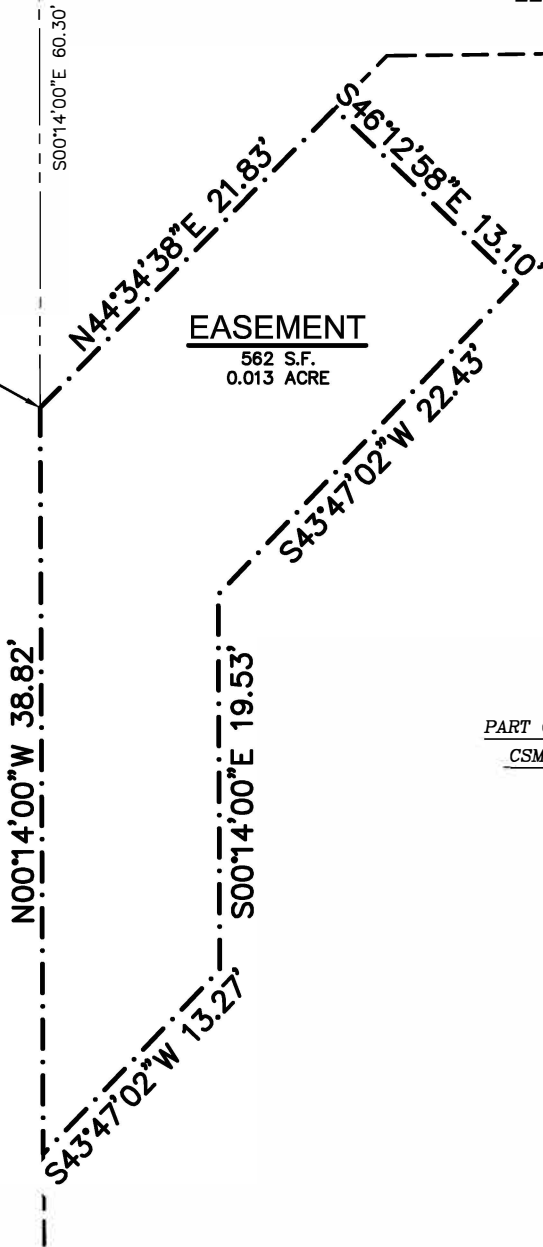 S00°14'00"E 60.30'
S46°12'58"E 13.10'
N44°34'38"E 21.83'
EASEMENT
562 S.F.
0.013 ACRE
S43°47'02"W 22.43'
N00°14'00"W 38.82'
S00°14'00"E 19.53'
PART
CSM
S43°47'02"W 13.27'